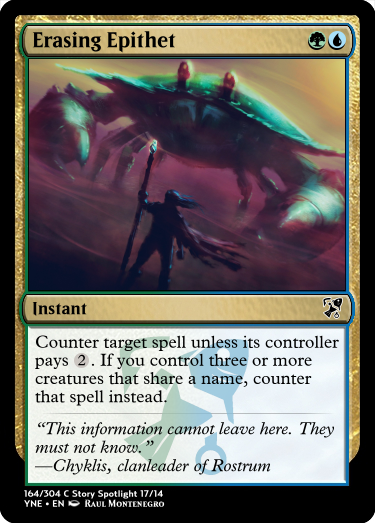 Erasing Epithet
Instant
Counter target spell unless its controller
pays 2. If you control three or more
creatures that share a name, counter
that spell instead.
“This information cannot leave here. They
must not know.”
—Chyklis, clanleader of Rostrum
164/304 C Story Spotlight 17/14
YNE • EN Raul Montenegro